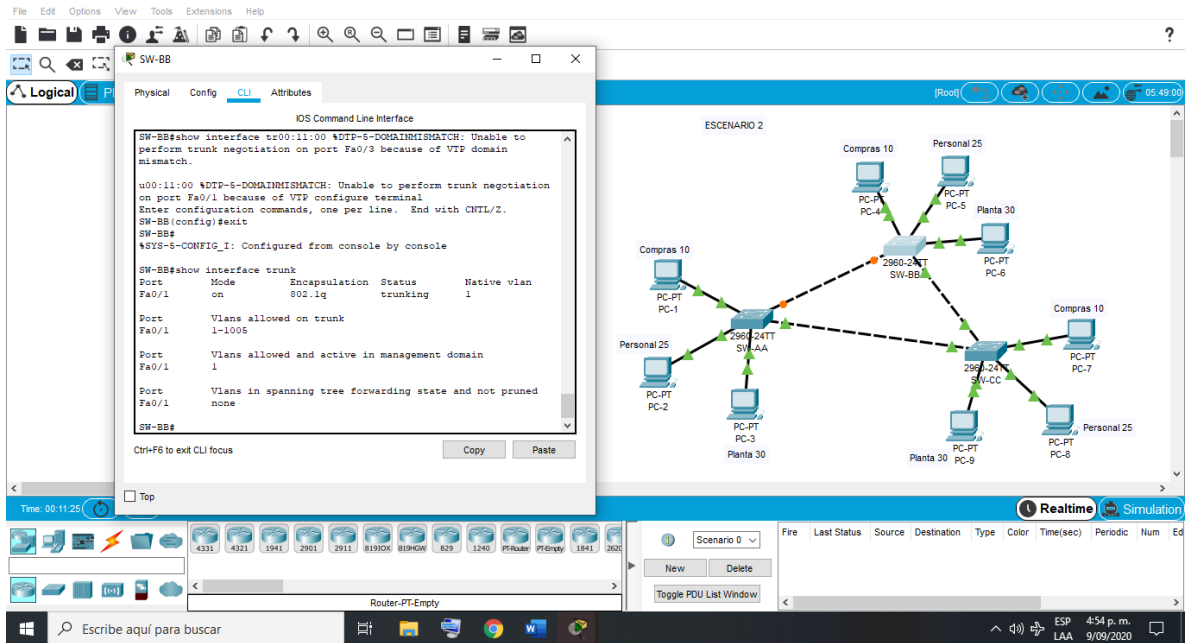 File Edit Options View Tools Extensions Help
?
SW-BB
Logical
[Root]
05:49:00
Physical Config CLI Attributes
IOS Command Line Interface
SW-BB#show interface tr00:11:00 %DTP-5-DOMAINMISMATCH: Unable to
perform trunk negotiation on port Fa0/3 because of VTP domain
mismatch.
u00:11:00 %DTP-5-DOMAINMISMATCH: Unable to perform trunk negotiation
on port Fa0/1 because of VTP configure terminal
Enter configuration commands, one per line. End with CNTL/Z.
SW-BB(config)#exit
SW-BB#
%SYS-5-CONFIG_I: Configured from console by console
SW-BB#show interface trunk
Port Mode Encapsulation Status Native vlan
Fa0/1 on 802.1q trunking 1
Port Vlans allowed on trunk
Fa0/1 1-1005
Port Vlans allowed and active in management domain
Fa0/1 1
Port Vlans in spanning tree forwarding state and not pruned
Fa0/1 none
SW-BB#
Ctrl+F6 to exit CLI focus
Copy
Paste
Top
ESCENARIO 2
Compras 10
PC-PT
PC-4
Personal 25
PC-PT
PC-5
Planta 30
PC-PT
PC-6
2960-24TT
SW-BB
Compras 10
PC-PT
PC-1
2960-24TT
SW-AA
Personal 25
PC-PT
PC-2
PC-PT
PC-3
Planta 30
Compras 10
PC-PT
PC-7
2960-24TT
SW-CC
Personal 25
PC-PT
PC-8
Planta 30
PC-PT
PC-9
Time: 00:11:25
Realtime
Simulation
4331 4321 1941 2901 2911 819IOX 819HGW 829 1240 PT-Router PT-Empty 1841
Router-PT-Empty
Scenario 0
New
Delete
Toggle PDU List Window
Fire Last Status Source Destination Type Color Time(sec) Periodic Num Ed
Escribe aquí para buscar
ESP
LAA
4:54 p. m.
9/09/2020